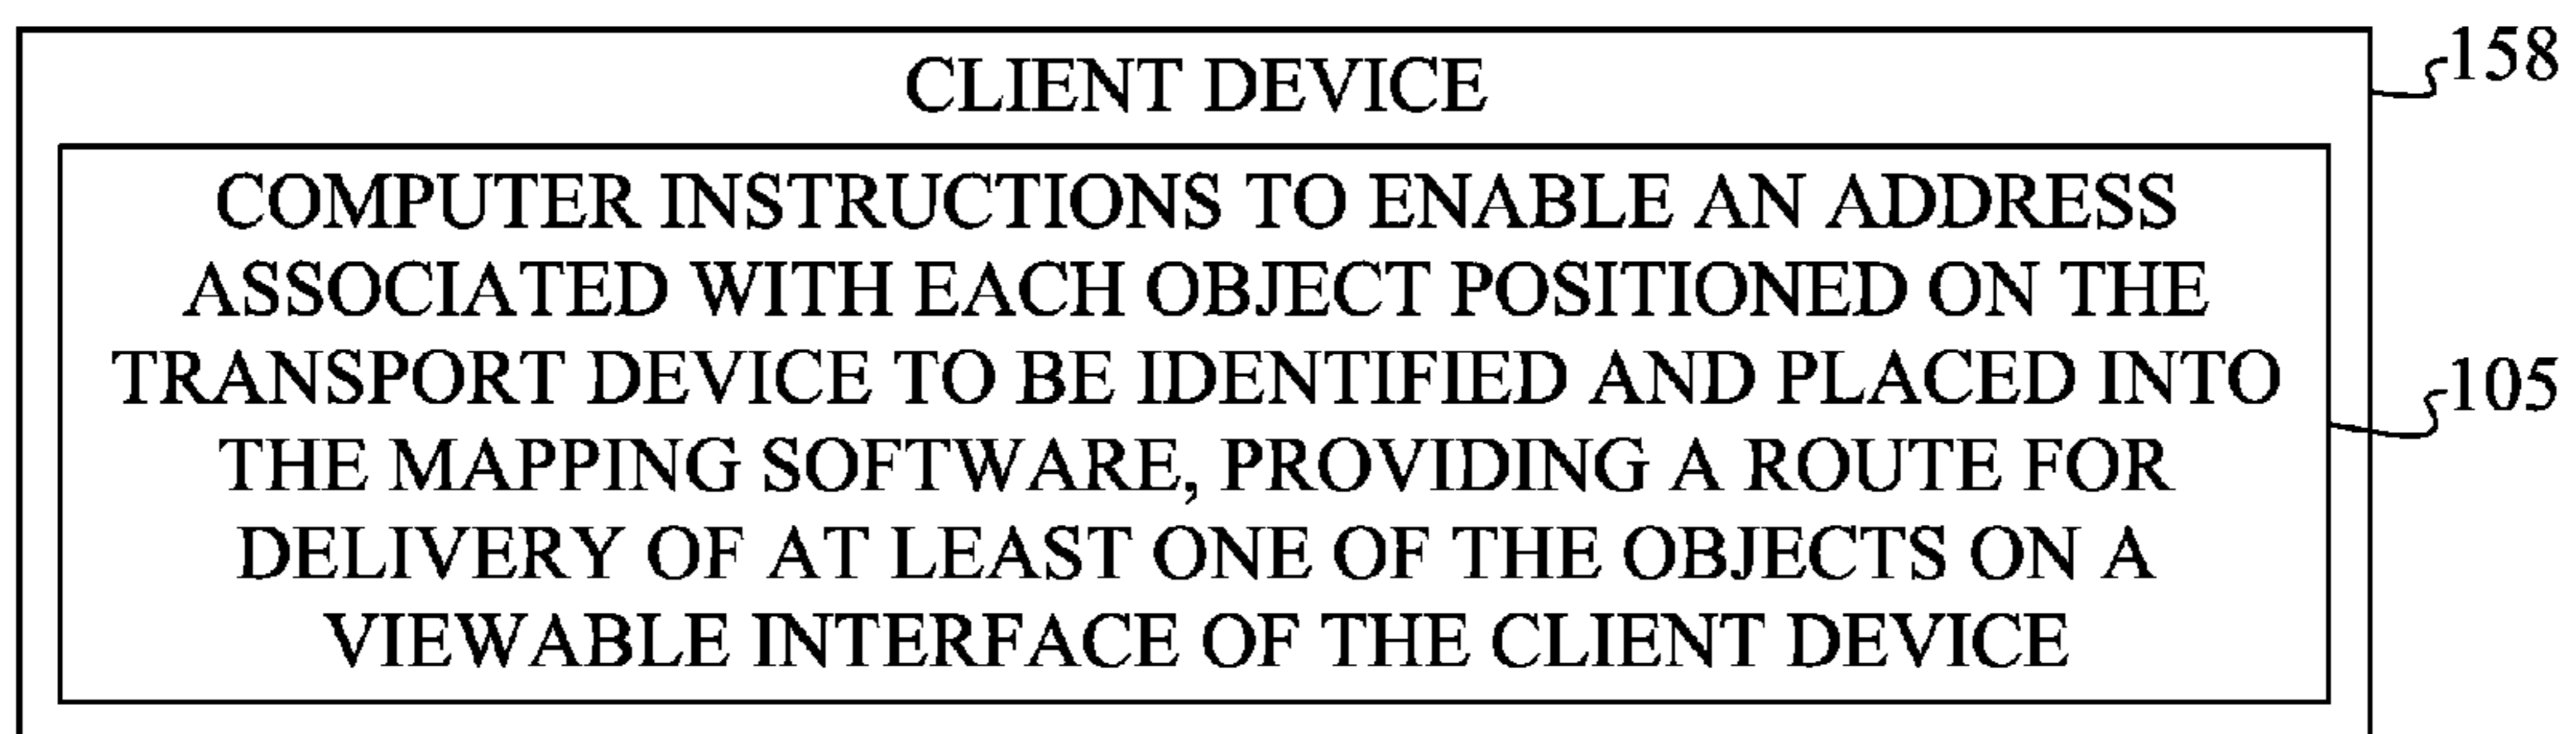 CLIENT DEVICE
158
COMPUTER INSTRUCTIONS TO ENABLE AN ADDRESS
ASSOCIATED WITH EACH OBJECT POSITIONED ON THE
TRANSPORT DEVICE TO BE IDENTIFIED AND PLACED INTO
105
THE MAPPING SOFTWARE, PROVIDING A ROUTE FOR
DELIVERY OF AT LEAST ONE OF THE OBJECTS ON A
VIEWABLE INTERFACE OF THE CLIENT DEVICE